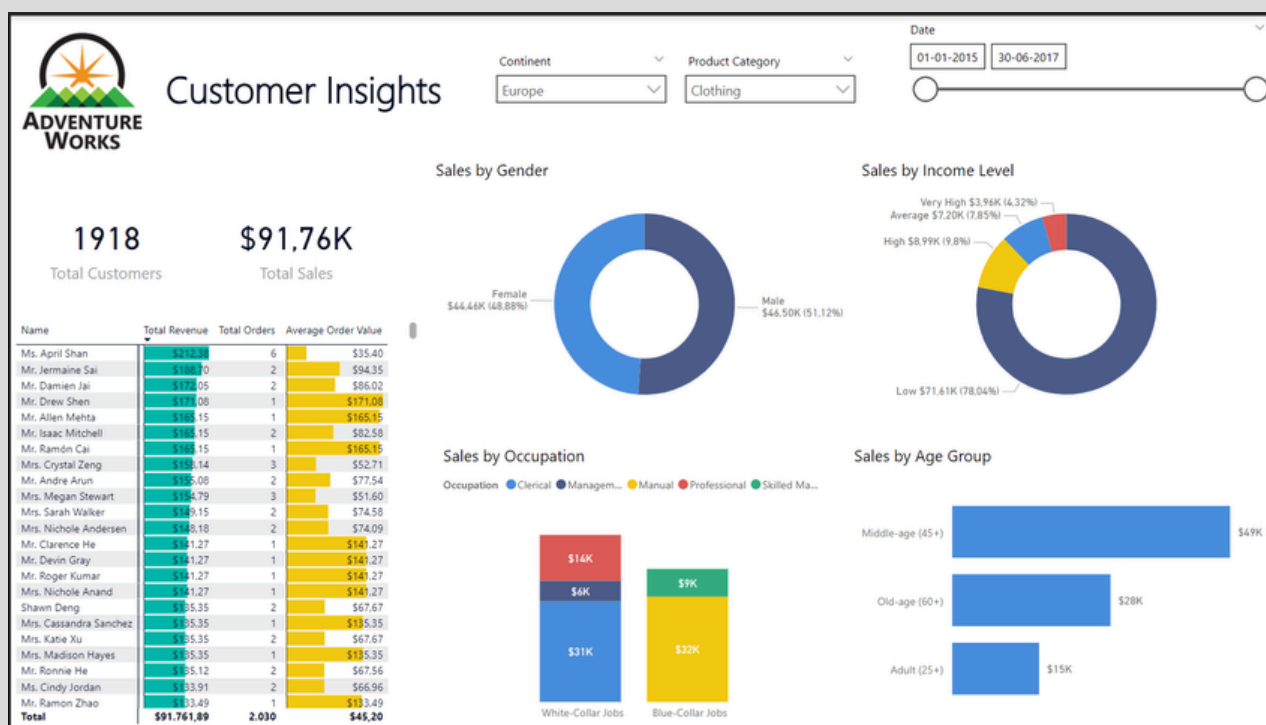 ADVENTURE
WORKS
Customer Insights
Continent
Europe
Product Category
Clothing
Date
01-01-2015 30-06-2017
1918
Total Customers
$91,76K
Total Sales
Name Total Revenue Total Orders Average Order Value
Ms. April Shan $212.38 6 $35.40
Mr. Jermaine Sai $188.70 2 $94.35
Mr. Damien Jai $172.05 2 $86.02
Mr. Drew Shen $171.08 1 $171.08
Mr. Allen Mehta $165.15 1 $165.15
Mr. Isaac Mitchell $165.15 2 $82.58
Mr. Ramón Cai $165.15 1 $165.15
Mrs. Crystal Zeng $158.14 3 $52.71
Mr. Andre Arun $155.08 2 $77.54
Mrs. Megan Stewart $154.79 3 $51.60
Mrs. Sarah Walker $149.15 2 $74.58
Mrs. Nichole Andersen $148.18 2 $74.09
Mr. Clarence He $141.27 1 $141.27
Mr. Devin Gray $141.27 1 $141.27
Mr. Roger Kumar $141.27 1 $141.27
Mrs. Nichole Anand $141.27 1 $141.27
Shawn Deng $135.35 2 $67.67
Mrs. Cassandra Sanchez $135.35 1 $135.35
Mrs. Katie Xu $135.35 2 $67.67
Mrs. Madison Hayes $135.35 1 $135.35
Mr. Ronnie He $135.12 2 $67.56
Ms. Cindy Jordan $133.91 2 $66.96
Mr. Ramon Zhao $133.49 1 $133.49
Total $91.761,89 2.030 $45,20
Sales by Gender
Female
$44,46K (48,88%)
Male
$46,50K (51,12%)
Sales by Income Level
Very High $3,96K (4,32%)
Average $7,20K (7,85%)
High $8,99K (9,8%)
Low $71,61K (78,04%)
Sales by Occupation
Occupation Clerical Managem... Manual Professional Skilled Ma...
$14K
$6K
$31K
White-Collar Jobs
$9K
$32K
Blue-Collar Jobs
Sales by Age Group
Middle-age (45+) $49K
Old-age (60+) $28K
Adult (25+) $15K